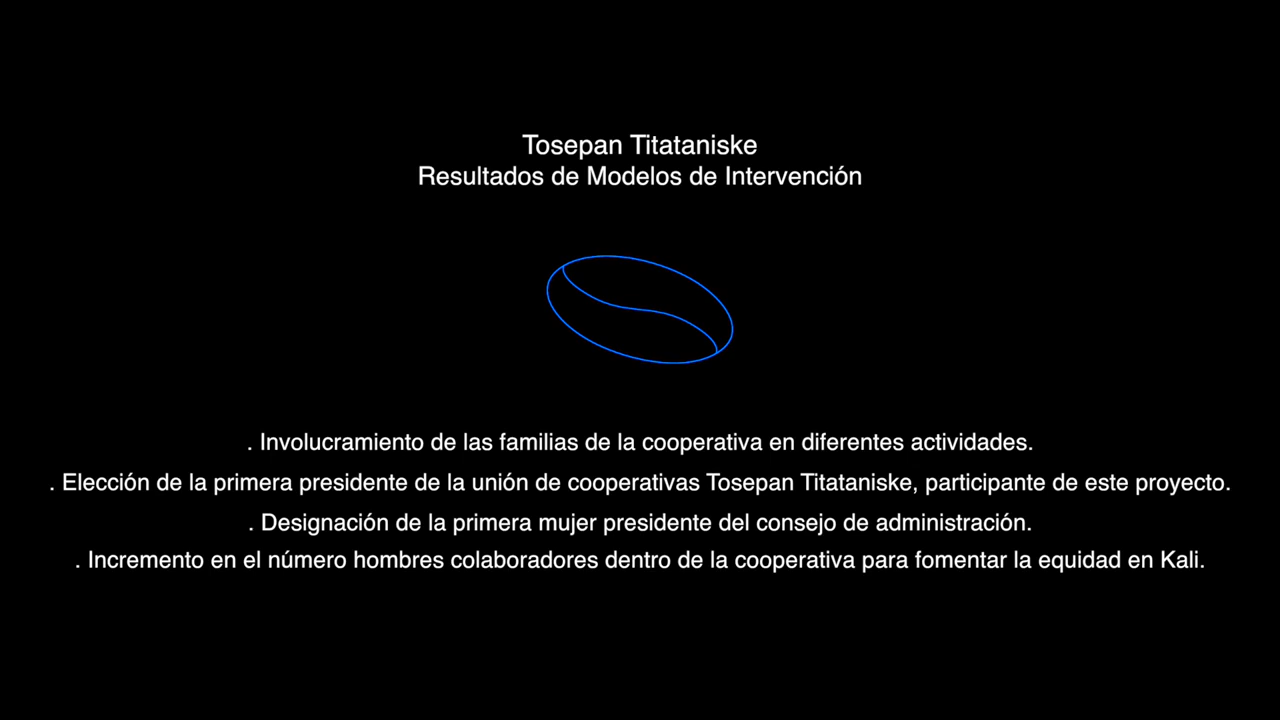 Tosepan Titataniske
Resultados de Modelos de Intervención
. Involucramiento de las familias de la cooperativa en diferentes actividades.
. Elección de la primera presidente de la unión de cooperativas Tosepan Titataniske, participante de este proyecto.
. Designación de la primera mujer presidente del consejo de administración.
. Incremento en el número hombres colaboradores dentro de la cooperativa para fomentar la equidad en Kali.